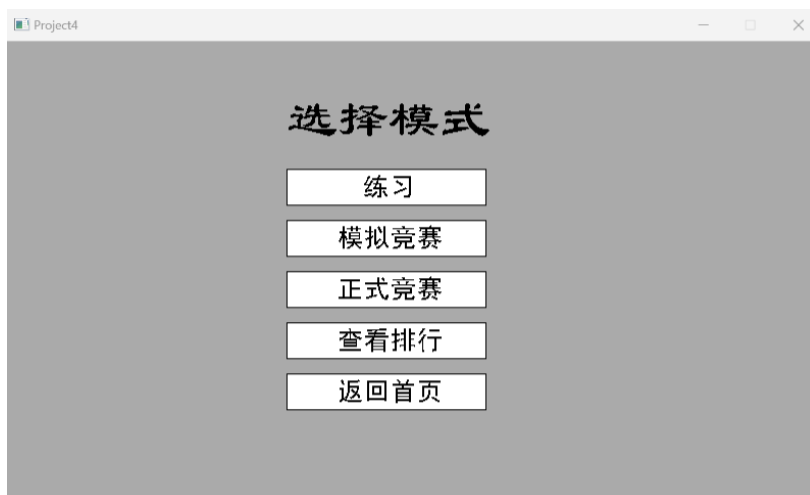 Project4
选择模式
练习
模拟竞赛
正式竞赛
查看排行
返回首页